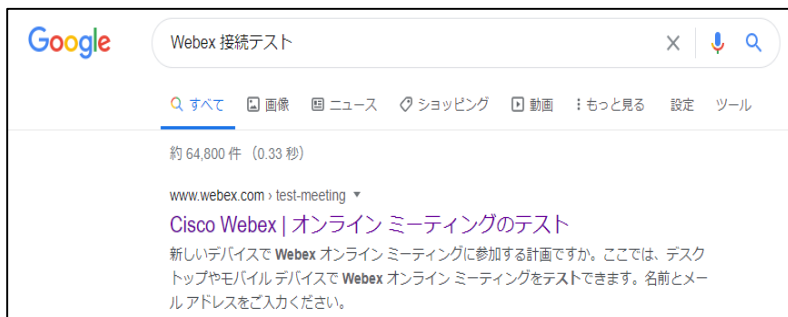 Google Webex 接続テスト
すべて 画像 ニュース ショッピング 動画 もっと見る 設定 ツール
約 64,800 件 （0.33 秒）
www.webex.com › test-meeting
Cisco Webex | オンライン ミーティングのテスト
新しいデバイスで Webex オンライン ミーティングに参加する計画ですか。ここでは、デスク
トップやモバイル デバイスで Webex オンライン ミーティングをテストできます。名前とメー
ル アドレスをご入力ください。